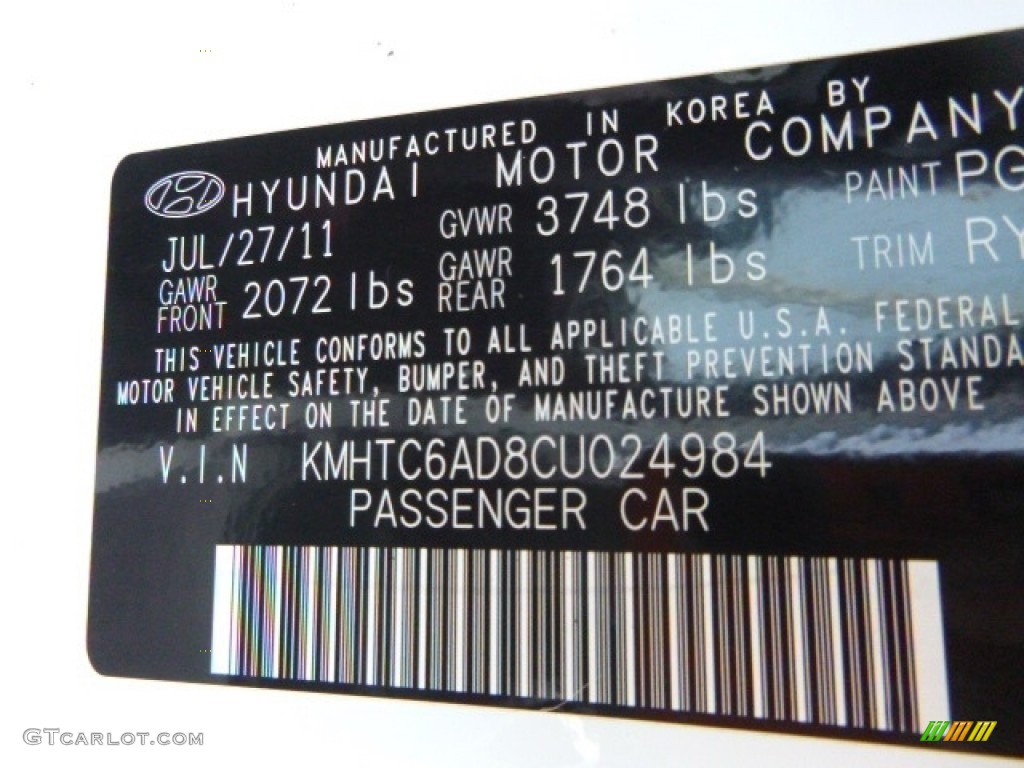 MANUFACTURED IN KOREA BY
HYUNDAI MOTOR COMPANY
JUL/27/11 GVWR 3748 lbs PAINT PG
GAWR FRONT 2072 lbs GAWR REAR 1764 lbs TRIM RY
THIS VEHICLE CONFORMS TO ALL APPLICABLE U.S.A. FEDERAL
MOTOR VEHICLE SAFETY, BUMPER, AND THEFT PREVENTION STANDA
IN EFFECT ON THE DATE OF MANUFACTURE SHOWN ABOVE
V.I.N KMHTC6AD8CU024984
PASSENGER CAR
GTCARLOT.COM